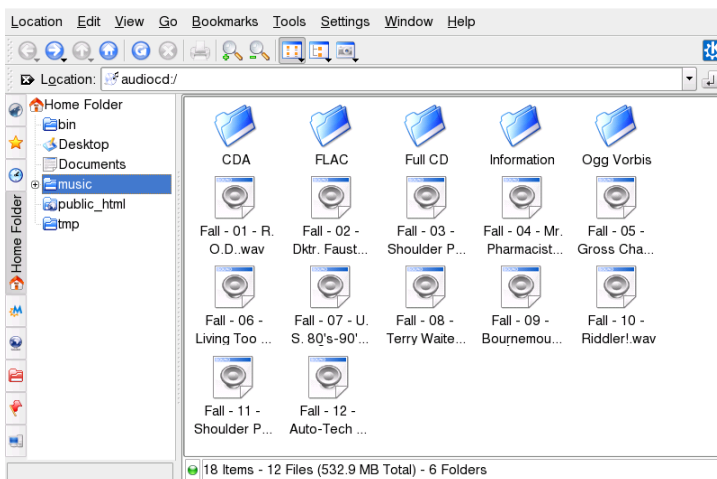 Location Edit View Go Bookmarks Tools Settings Window Help
Location: audiocd:/
Home Folder
bin
Desktop
Documents
music
public_html
tmp
Home Folder
CDA FLAC Full CD Information Ogg Vorbis
Fall - 01 - R. Fall - 02 - Fall - 03 - Fall - 04 - Mr. Fall - 05 -
O.D..wav Dktr. Faust... Shoulder P... Pharmacist... Gross Cha...
Fall - 06 - Fall - 07 - U. Fall - 08 - Fall - 09 - Fall - 10 -
Living Too ... S. 80's-90'... Terry Waite... Bournemou... Riddler!.wav
Fall - 11 - Fall - 12 -
Shoulder P... Auto-Tech ...
18 Items - 12 Files (532.9 MB Total) - 6 Folders